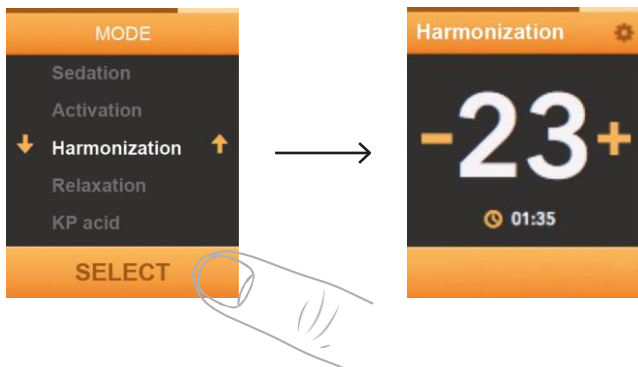 MODE
Sedation
Activation
Harmonization
Relaxation
KP acid
SELECT
Harmonization
-23+
01:35